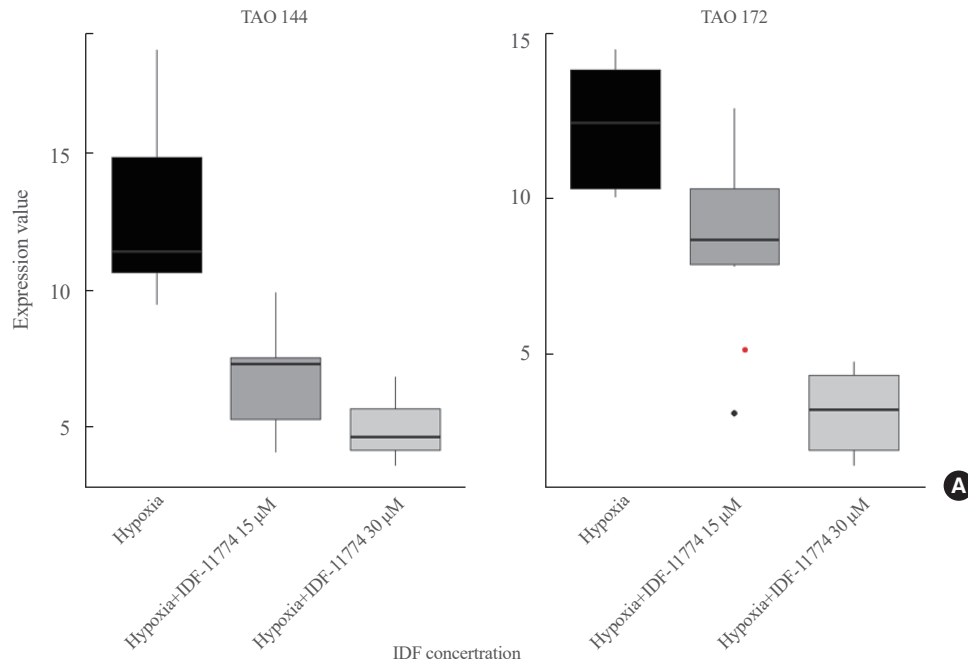 TAO 144
TAO 172
Expression value
15
10
5
15
10
5
Hypoxia
Hypoxia+IDF-11774 15 μM
Hypoxia+IDF-11774 30 μM
Hypoxia
Hypoxia+IDF-11774 15 μM
Hypoxia+IDF-11774 30 μM
IDF concertration
A